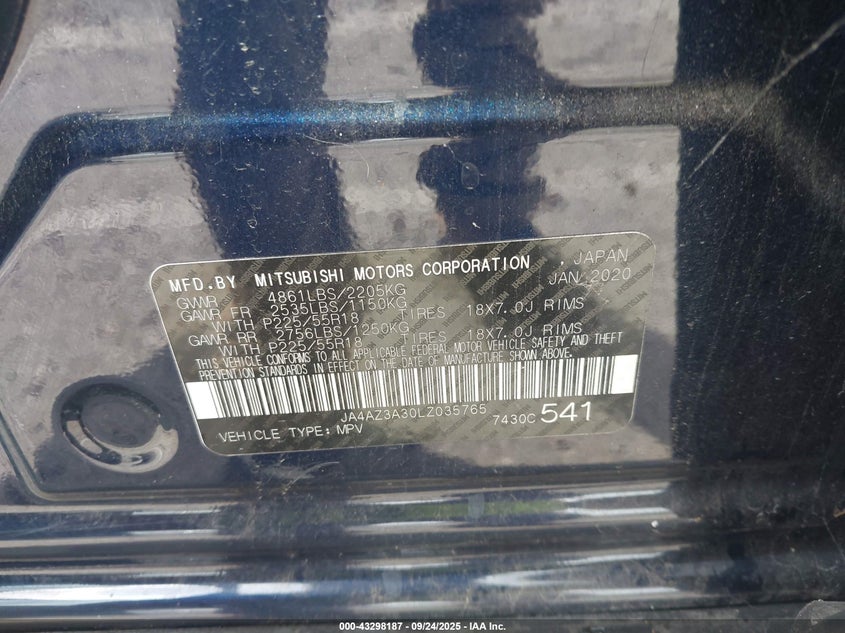 MFD.BY MITSUBISHI MOTORS CORPORATION JAPAN
GVWR 4861LBS/2205KG JAN 2020
GAWR FR 2535LBS/1150KG
WITH P225/55R18 TIRES 18X7.0J RIMS
GAWR RR 2756LBS/1250KG
WITH P225/55R18 TIRES 18X7.0J RIMS
THIS VEHICLE CONFORMS TO ALL APPLICABLE FEDERAL MOTOR VEHICLE SAFETY AND THEFT
PREVENTION STANDARDS IN EFFECT ON THE DATE OF MANUFACTURE SHOWN ABOVE.
JA4AZ3A30LZ035765
7430C 541
VEHICLE TYPE: MPV
000-43298187 - 09/24/2025 - IAA Inc.